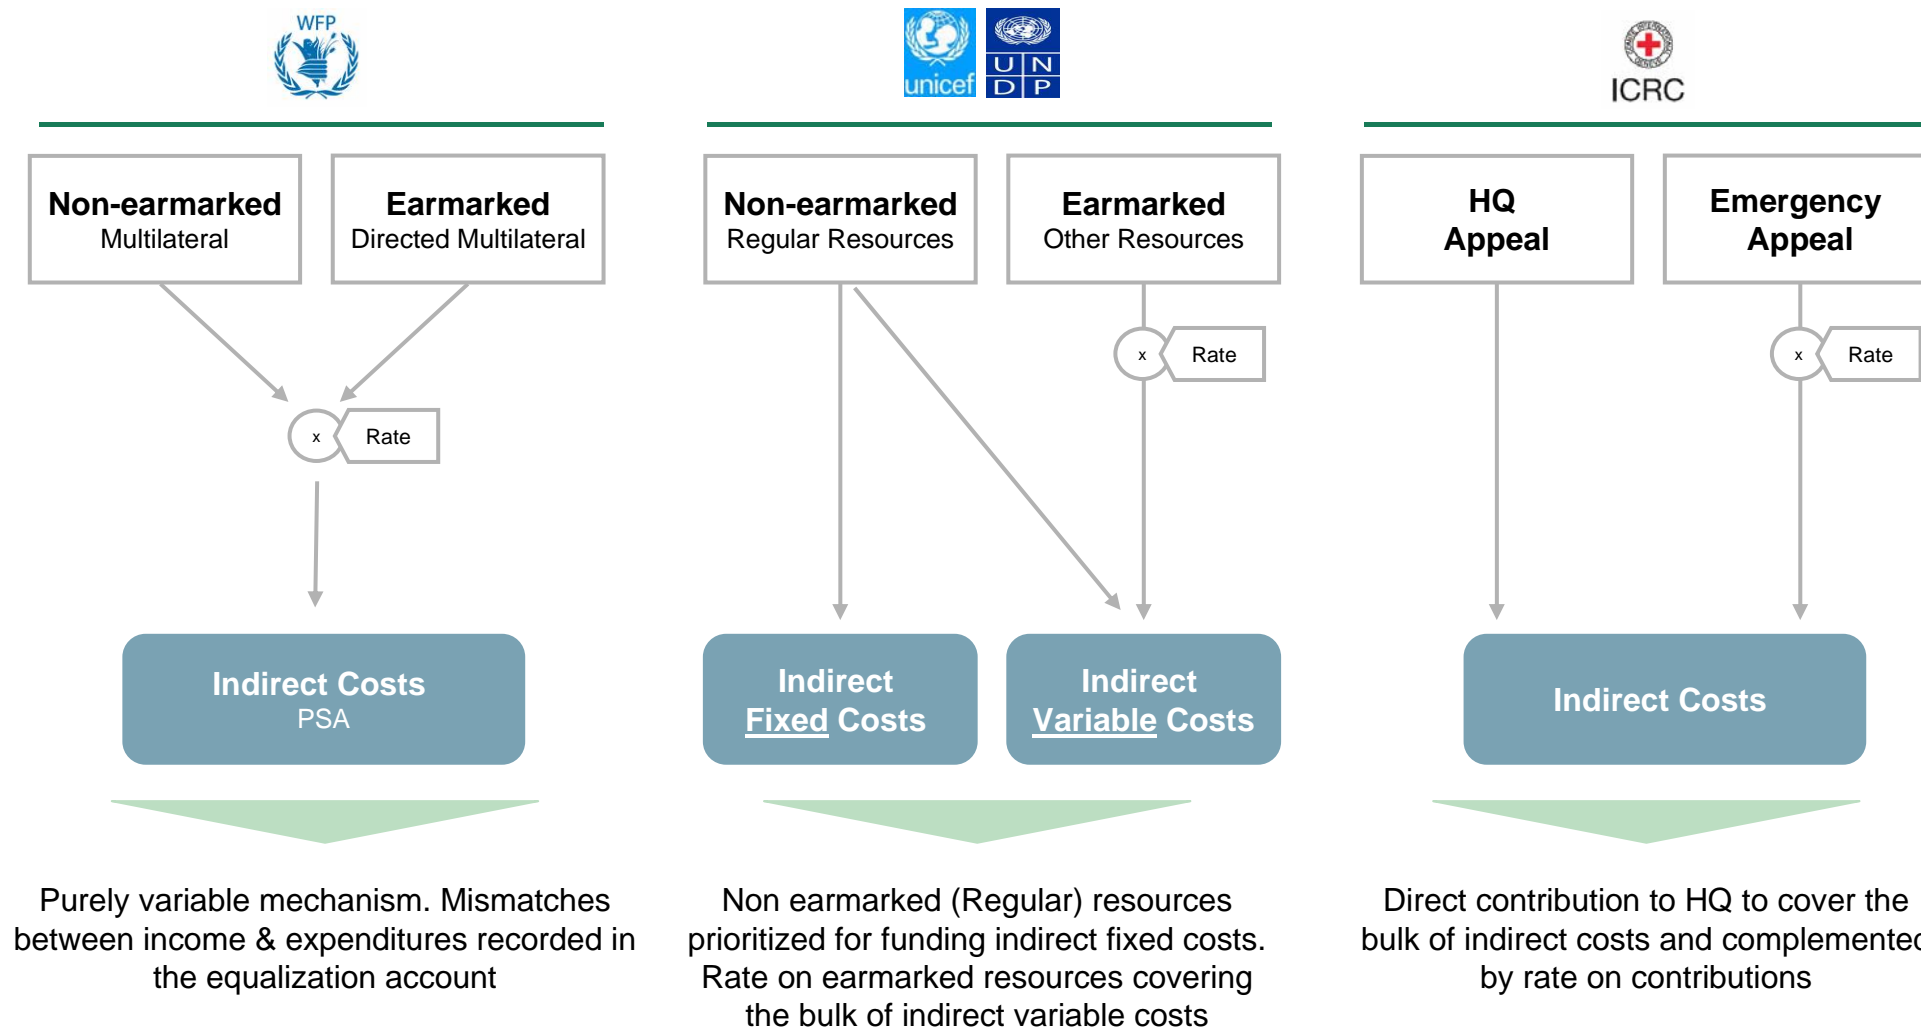 WFP
unicef
U N
D P
ICRC
Non-earmarked
Multilateral
Earmarked
Directed Multilateral
x
Rate
Indirect Costs
PSA
Purely variable mechanism. Mismatches
between income & expenditures recorded in
the equalization account
Non-earmarked
Regular Resources
Earmarked
Other Resources
x
Rate
Indirect
Fixed Costs
Indirect
Variable Costs
Non earmarked (Regular) resources
prioritized for funding indirect fixed costs.
Rate on earmarked resources covering
the bulk of indirect variable costs
HQ
Appeal
Emergency
Appeal
x
Rate
Indirect Costs
Direct contribution to HQ to cover the
bulk of indirect costs and complemented
by rate on contributions